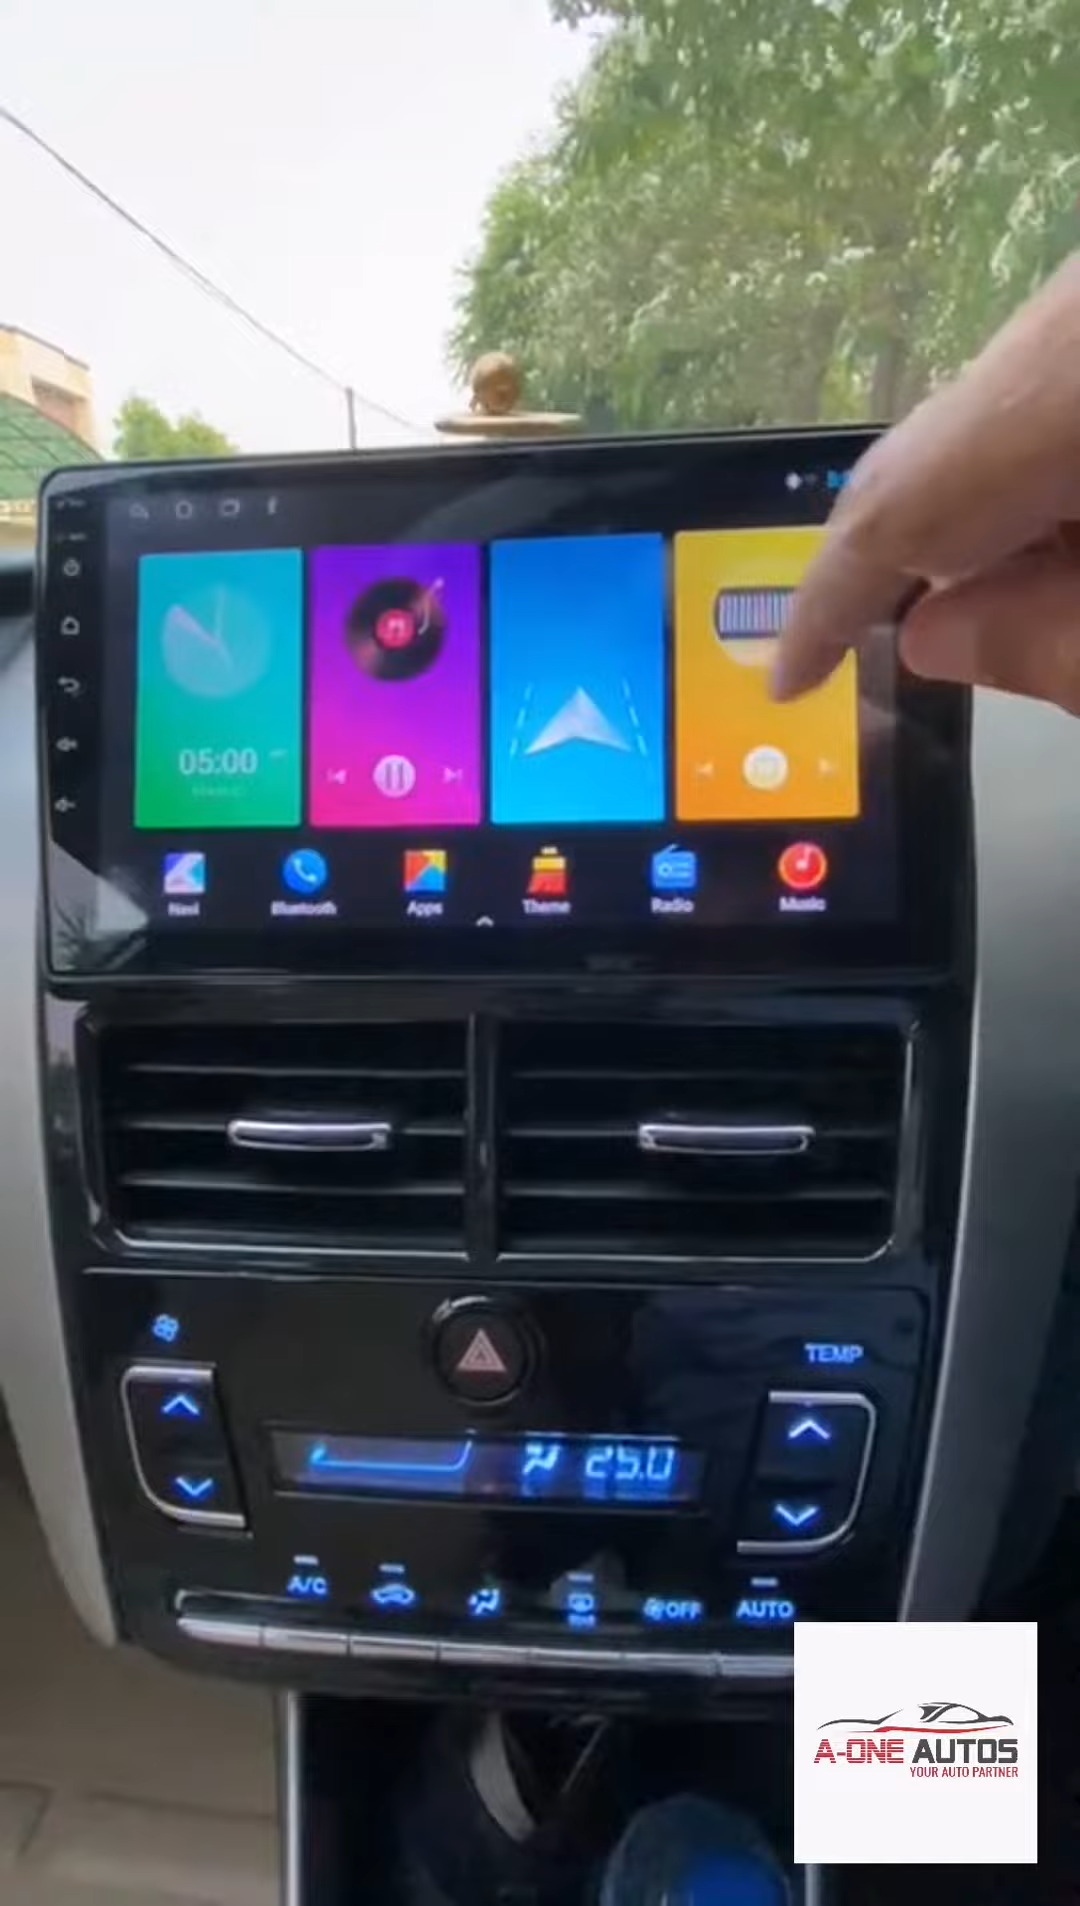 05:00
Navi
Bluetooth
Apps
Theme
Radio
Music
TEMP
25.0
A/C
OFF
AUTO
A-ONE AUTOS
YOUR AUTO PARTNER